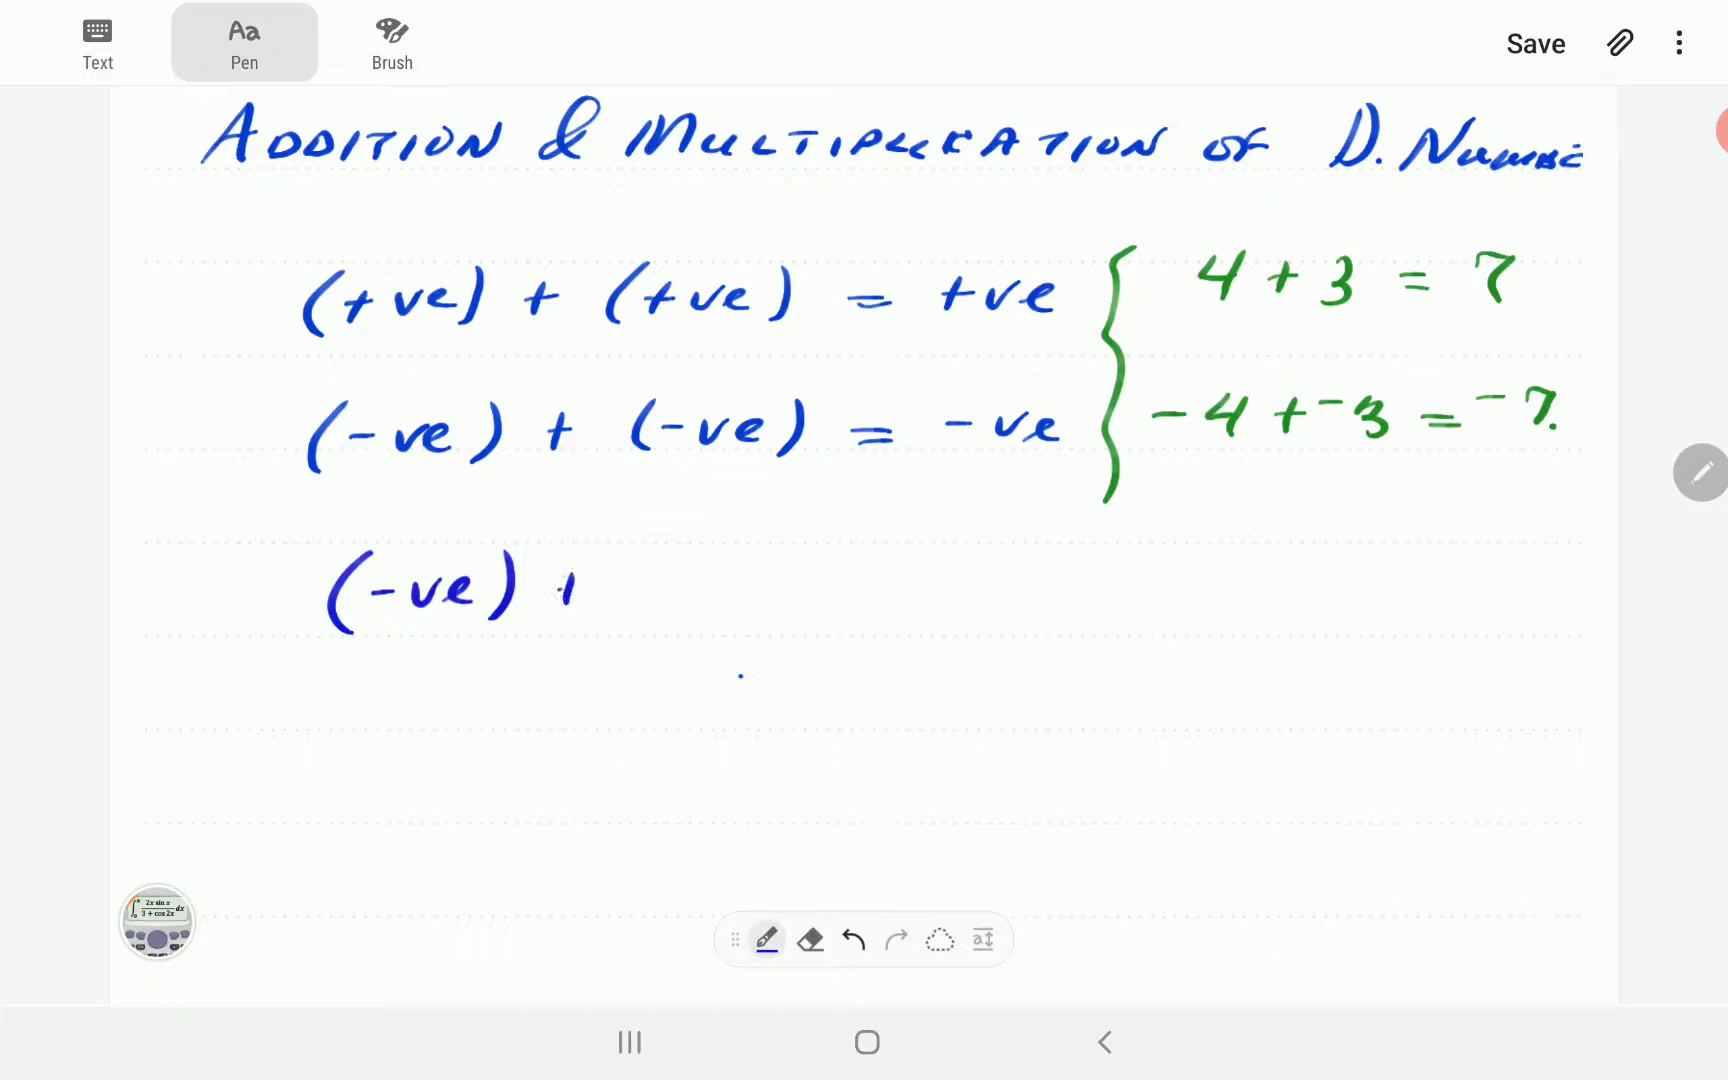 Text Pen Brush Save
ADDITION & MULTIPLICATION OF D. Numbe
(+ve) + (+ve) = +ve { 4 + 3 = 7
(-ve) + (-ve) = -ve -4 + -3 = -7.
(-ve) +